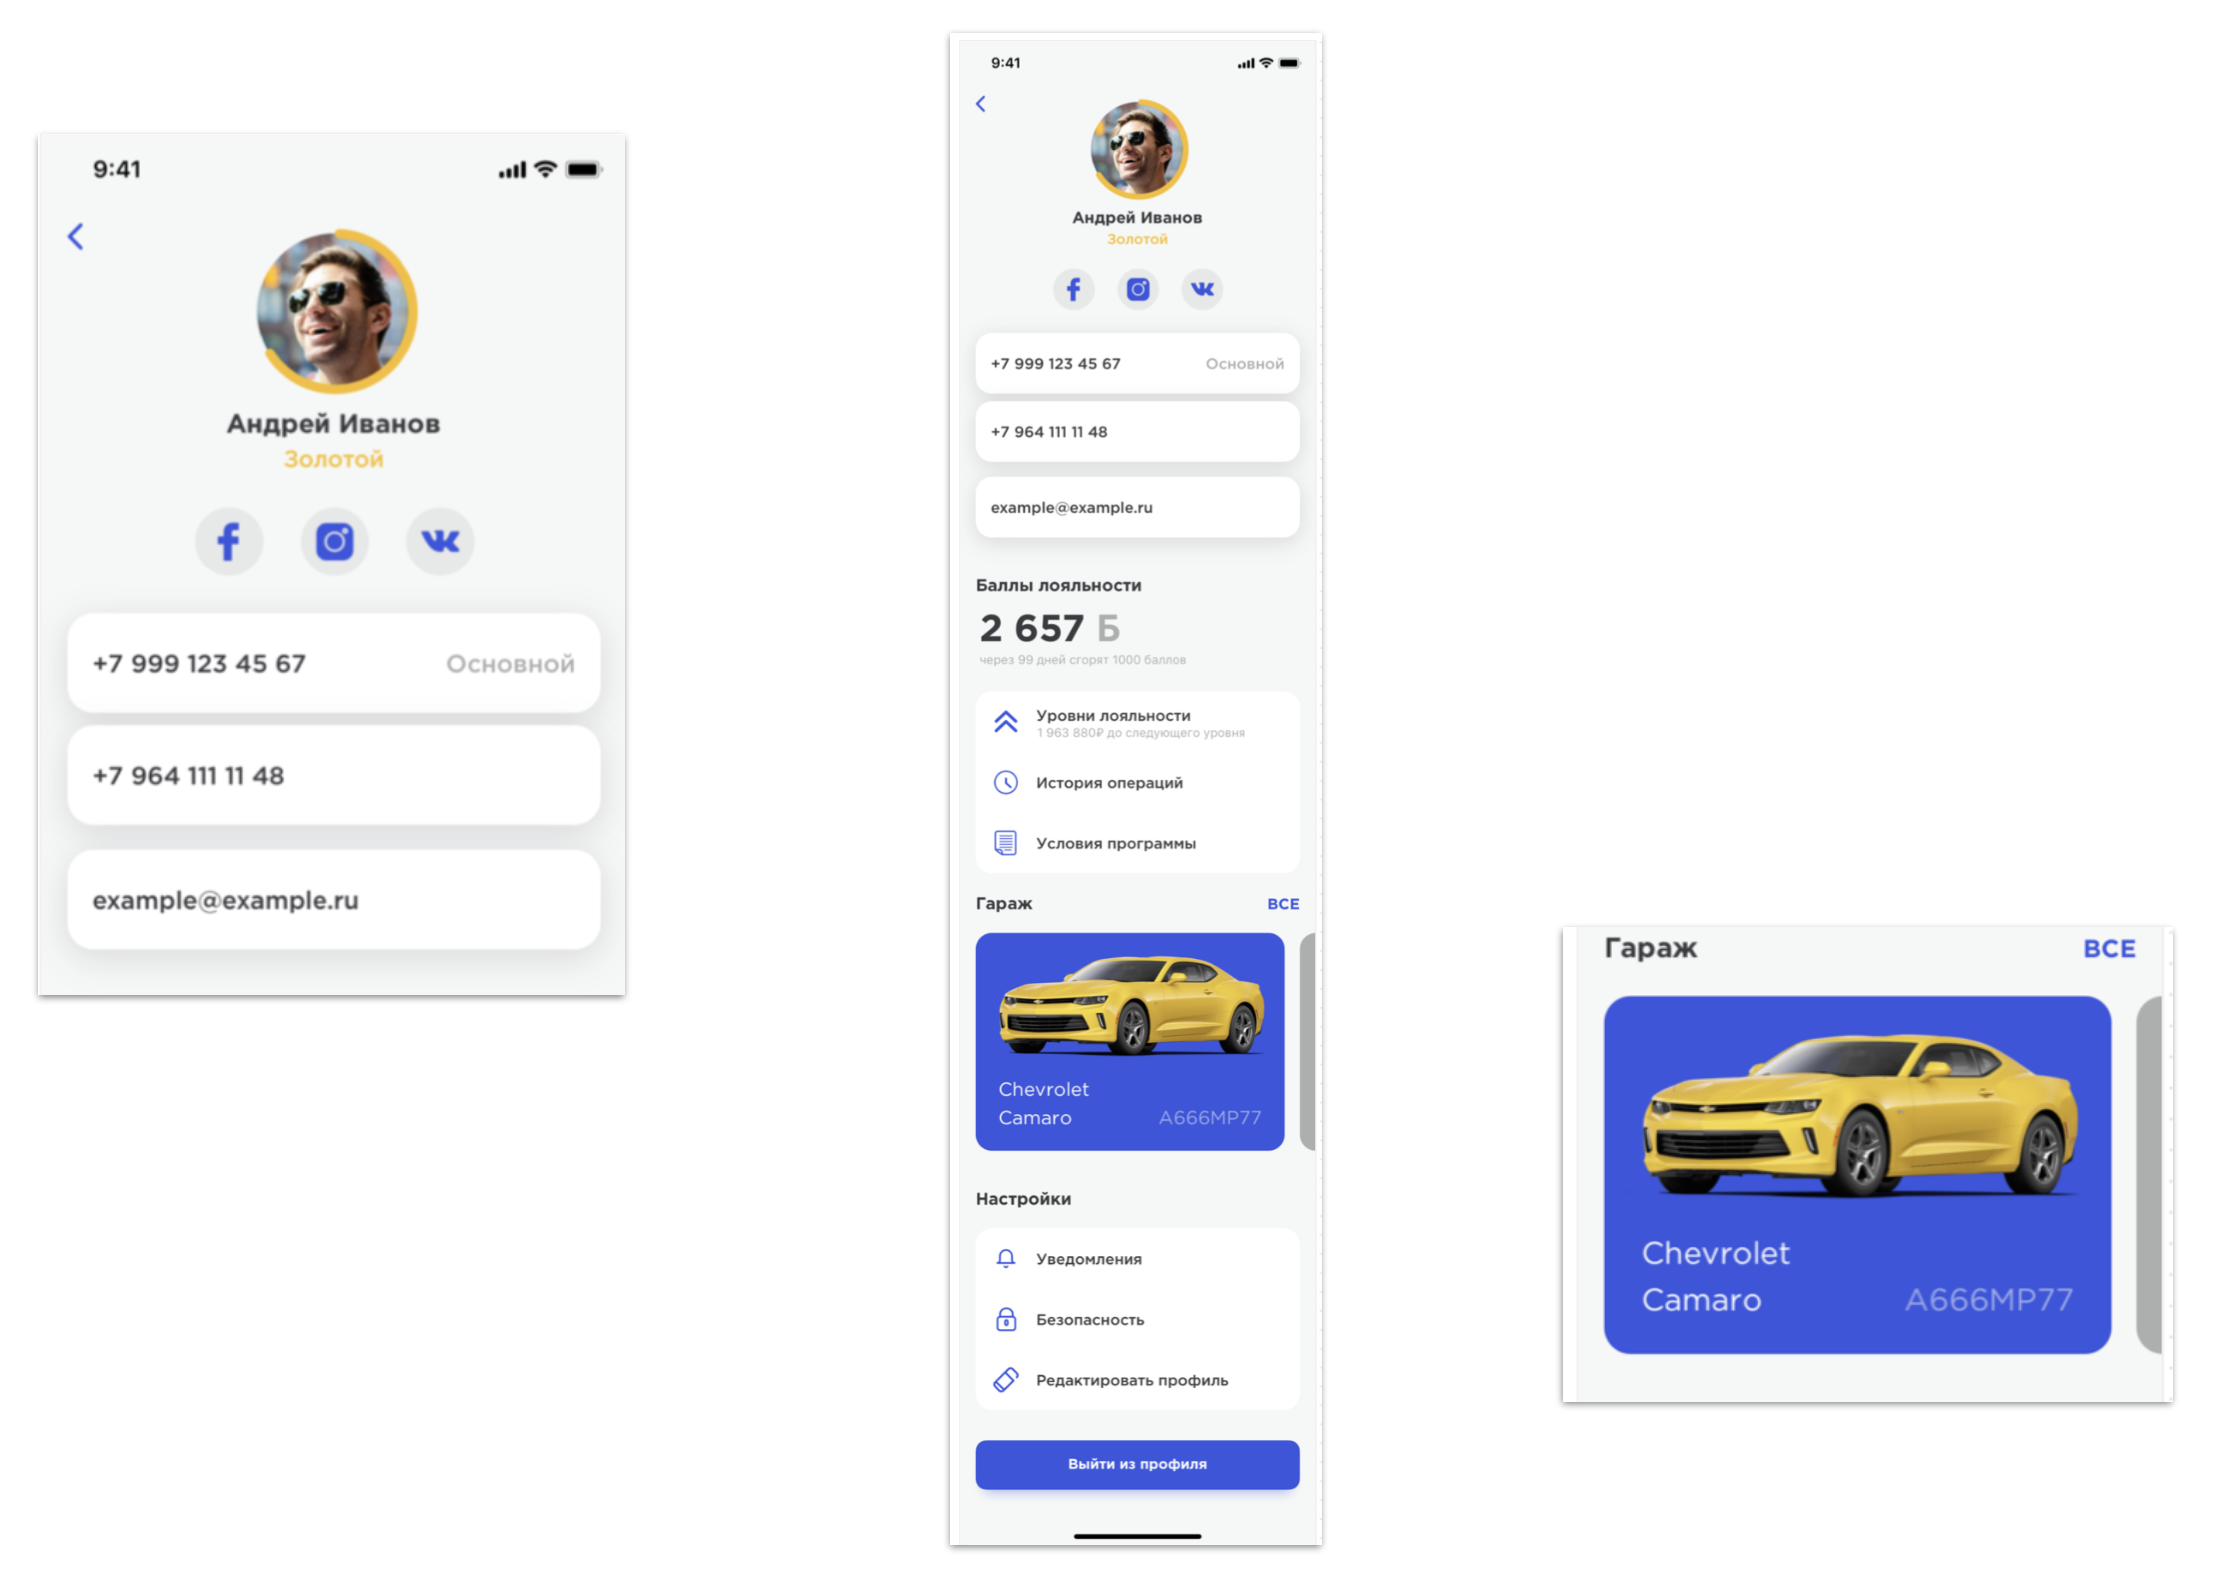 9:41
Андрей Иванов
Золотой
+7 999 123 45 67 Основной
+7 964 111 11 48
example@example.ru
9:41
Андрей Иванов
Золотой
+7 999 123 45 67 Основной
+7 964 111 11 48
example@example.ru
Баллы лояльности
2 657 Б
через 99 дней сгорят 1000 баллов
Уровни лояльности
1 963 880₽ до следующего уровня
История операций
Условия программы
Гараж ВСЕ
Chevrolet
Camaro A666MP77
Настройки
Уведомления
Безопасность
Редактировать профиль
Выйти из профиля
Гараж ВСЕ
Chevrolet
Camaro A666MP77